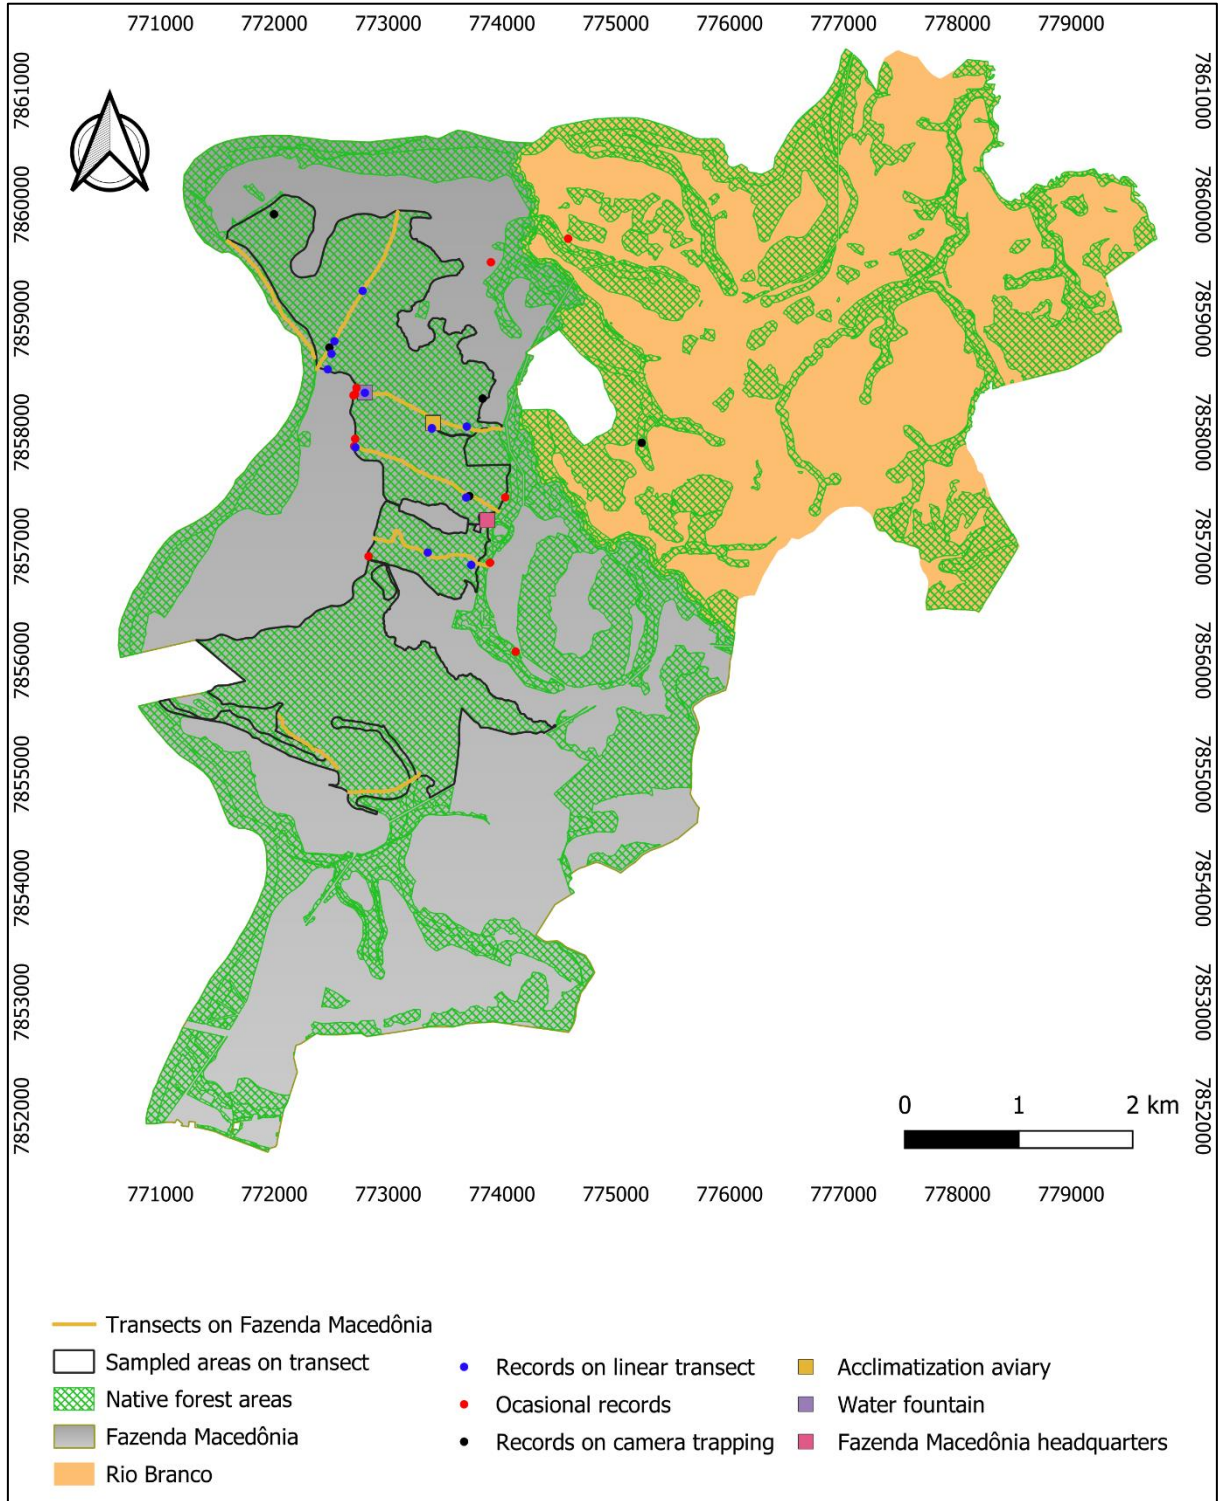 771000 772000 773000 774000 775000 776000 777000 778000 779000
7861000 7861000
7860000 7860000
7859000 7859000
7858000 7858000
7857000 7857000
7856000 7856000
7855000 7855000
7854000 7854000
7853000 7853000
7852000 7852000
0 1 2 km
771000 772000 773000 774000 775000 776000 777000 778000 779000
Transects on Fazenda Macedônia
Sampled areas on transect
Native forest areas
Fazenda Macedônia
Rio Branco
Records on linear transect
Ocasional records
Records on camera trapping
Acclimatization aviary
Water fountain
Fazenda Macedônia headquarters